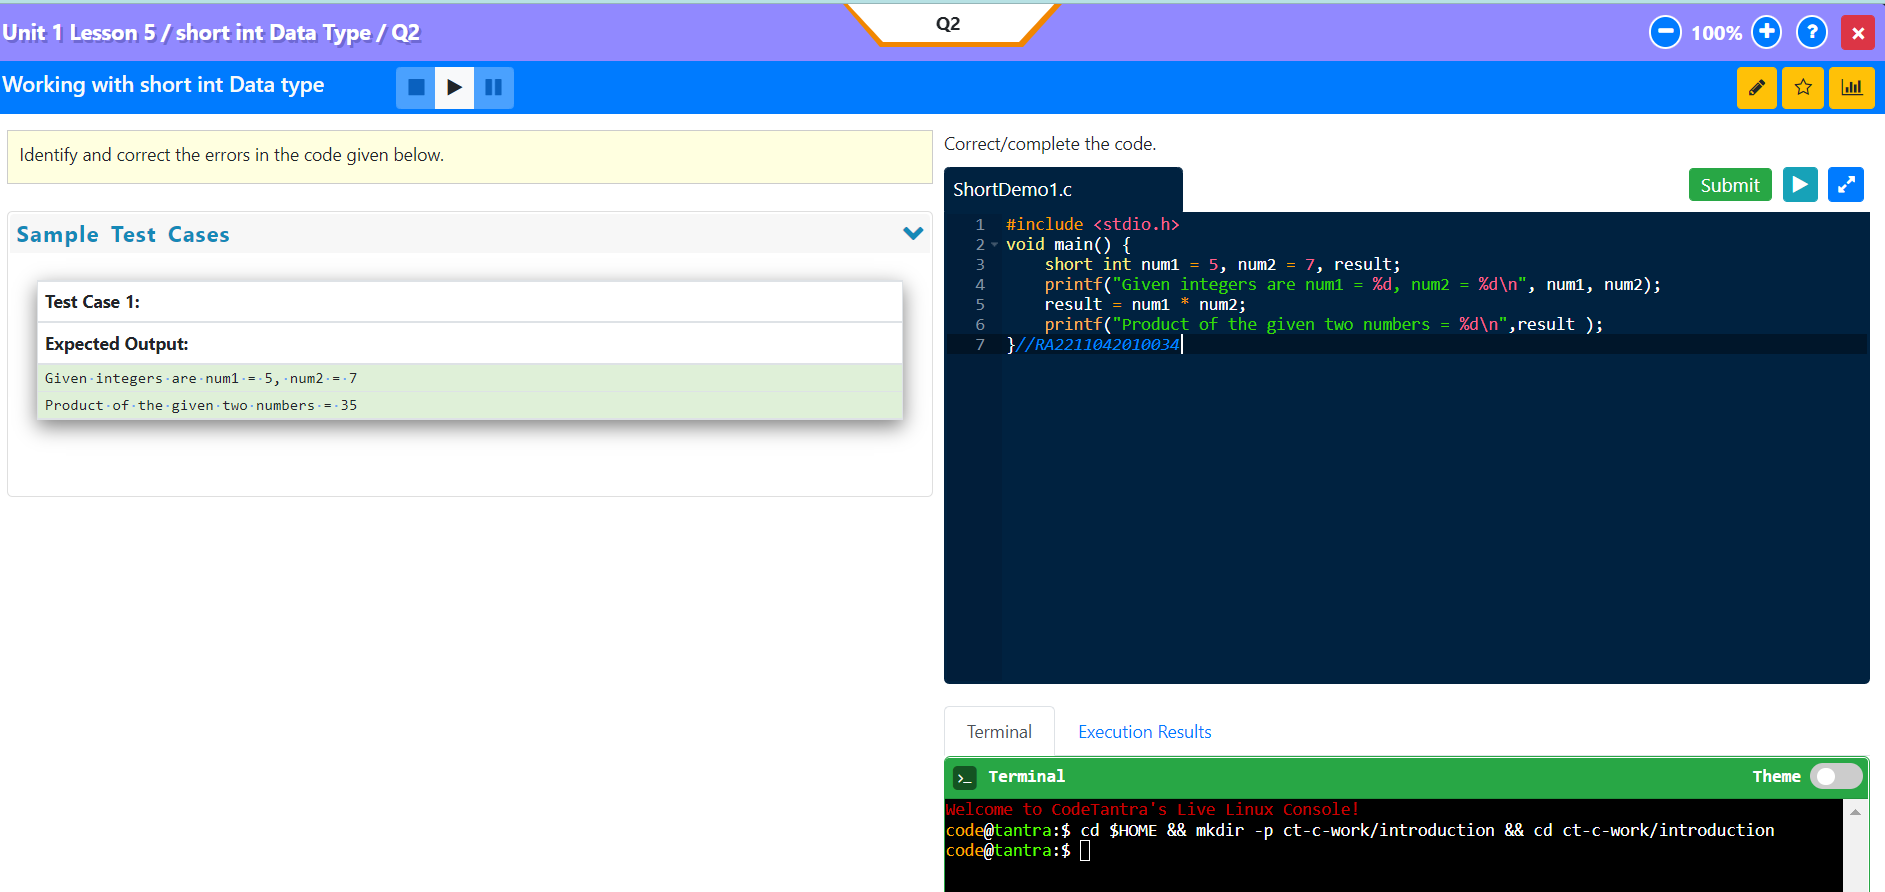 Q2
Unit 1 Lesson 5 / short int Data Type / Q2
100%
?
Working with short int Data type
Identify and correct the errors in the code given below.
Sample Test Cases
Test Case 1:
Expected Output:
Given·integers·are·num1·=·5,·num2·=·7
Product·of·the·given·two·numbers·=·35
Correct/complete the code.
ShortDemo1.c
Submit
1 #include <stdio.h>
2 void main() {
3 short int num1 = 5, num2 = 7, result;
4 printf("Given integers are num1 = %d, num2 = %d\n", num1, num2);
5 result = num1 * num2;
6 printf("Product of the given two numbers = %d\n",result );
7 }//RA2211042010034
Terminal Execution Results
>_ Terminal Theme
Welcome to CodeTantra's Live Linux Console!
code@tantra:$ cd $HOME && mkdir -p ct-c-work/introduction && cd ct-c-work/introduction
code@tantra:$